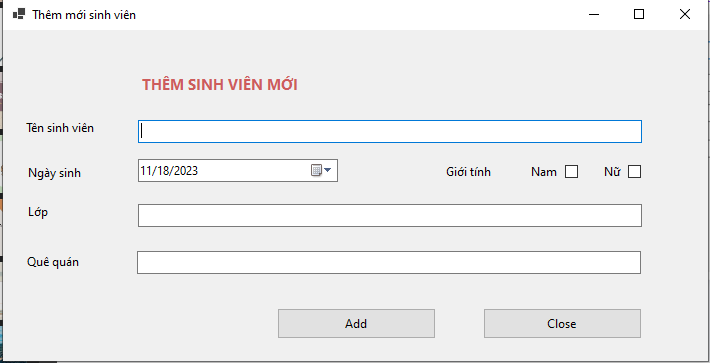 Thêm mới sinh viên
THÊM SINH VIÊN MỚI
Tên sinh viên
Ngày sinh 11/18/2023 Giới tính Nam Nữ
Lớp
Quê quán
Add Close